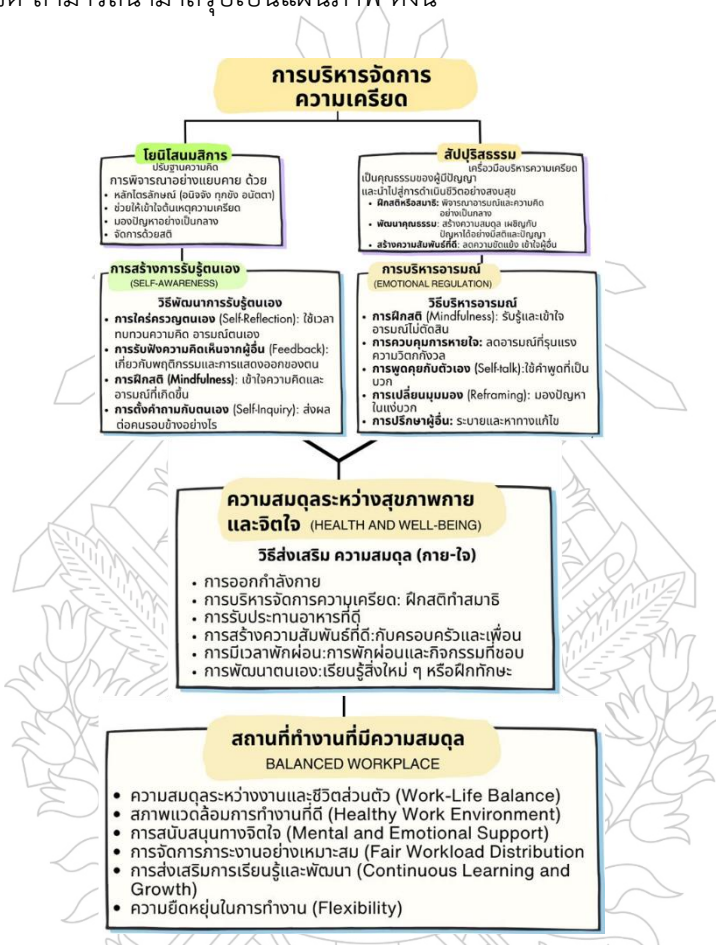 สามารถนำมาสรุปเป็นแผนภาพ ดังนี้
การบริหารจัดการ
ความเครียด
โยนิโสนมสิการ
ปรับฐานความคิด
การพิจารณาอย่างแยบคาย ด้วย
• หลักไตรลักษณ์ (อนิจจัง ทุกขัง อนัตตา)
• ช่วยให้เข้าใจต้นเหตุความเครียด
• มองปัญหาอย่างเป็นกลาง
• จัดการด้วยสติ
สัปปุริสธรรม
เครื่องมือบริหารความเครียด
เป็นคุณธรรมของผู้มีปัญญา
และนำไปสู่การดำเนินชีวิตอย่างสงบสุข
• ฝึกสติหรือสมาธิ: พิจารณาอารมณ์และความคิด
อย่างเป็นกลาง
• พัฒนาคุณธรรม: สร้างความสมดุล เผชิญกับ
ปัญหาได้อย่างมีสติและปัญญา
• สร้างความสัมพันธ์ที่ดี: ลดความขัดแย้ง เข้าใจผู้อื่น
การสร้างการรับรู้ตนเอง
(SELF-AWARENESS)
วิธีพัฒนาการรับรู้ตนเอง
• การใคร่ครวญตนเอง (Self-Reflection): ใช้เวลา
ทบทวนความคิด อารมณ์ตนเอง
• การรับฟังความคิดเห็นจากผู้อื่น (Feedback):
เกี่ยวกับพฤติกรรมและการแสดงออกของตน
• การฝึกสติ (Mindfulness): เข้าใจความคิดและ
อารมณ์ที่เกิดขึ้น
• การตั้งคำถามกับตนเอง (Self-Inquiry): ส่งผล
ต่อคนรอบข้างอย่างไร
การบริหารอารมณ์
(EMOTIONAL REGULATION)
วิธีบริหารอารมณ์
• การฝึกสติ (Mindfulness): รับรู้และเข้าใจ
อารมณ์ไม่ตัดสิน
• การควบคุมการหายใจ: ลดอารมณ์ที่รุนแรง
ความวิตกกังวล
• การพูดคุยกับตัวเอง (Self-talk):ใช้คำพูดที่เป็น
บวก
• การเปลี่ยนมุมมอง (Reframing): มองปัญหา
ในแง่บวก
• การปรึกษาผู้อื่น: ระบายและหาทางแก้ไข
ความสมดุลระหว่างสุขภาพกาย
และจิตใจ (HEALTH AND WELL-BEING)
วิธีส่งเสริม ความสมดุล (กาย-ใจ)
• การออกกำลังกาย
• การบริหารจัดการความเครียด: ฝึกสติทำสมาธิ
• การรับประทานอาหารที่ดี
• การสร้างความสัมพันธ์ที่ดี:กับครอบครัวและเพื่อน
• การมีเวลาพักผ่อน:การพักผ่อนและกิจกรรมที่ชอบ
• การพัฒนาตนเอง:เรียนรู้สิ่งใหม่ ๆ หรือฝึกทักษะ
สถานที่ทำงานที่มีความสมดุล
BALANCED WORKPLACE
• ความสมดุลระหว่างงานและชีวิตส่วนตัว (Work-Life Balance)
• สภาพแวดล้อมการทำงานที่ดี (Healthy Work Environment)
• การสนับสนุนทางจิตใจ (Mental and Emotional Support)
• การจัดการภาระงานอย่างเหมาะสม (Fair Workload Distribution
• การส่งเสริมการเรียนรู้และพัฒนา (Continuous Learning and
Growth)
• ความยืดหยุ่นในการทำงาน (Flexibility)